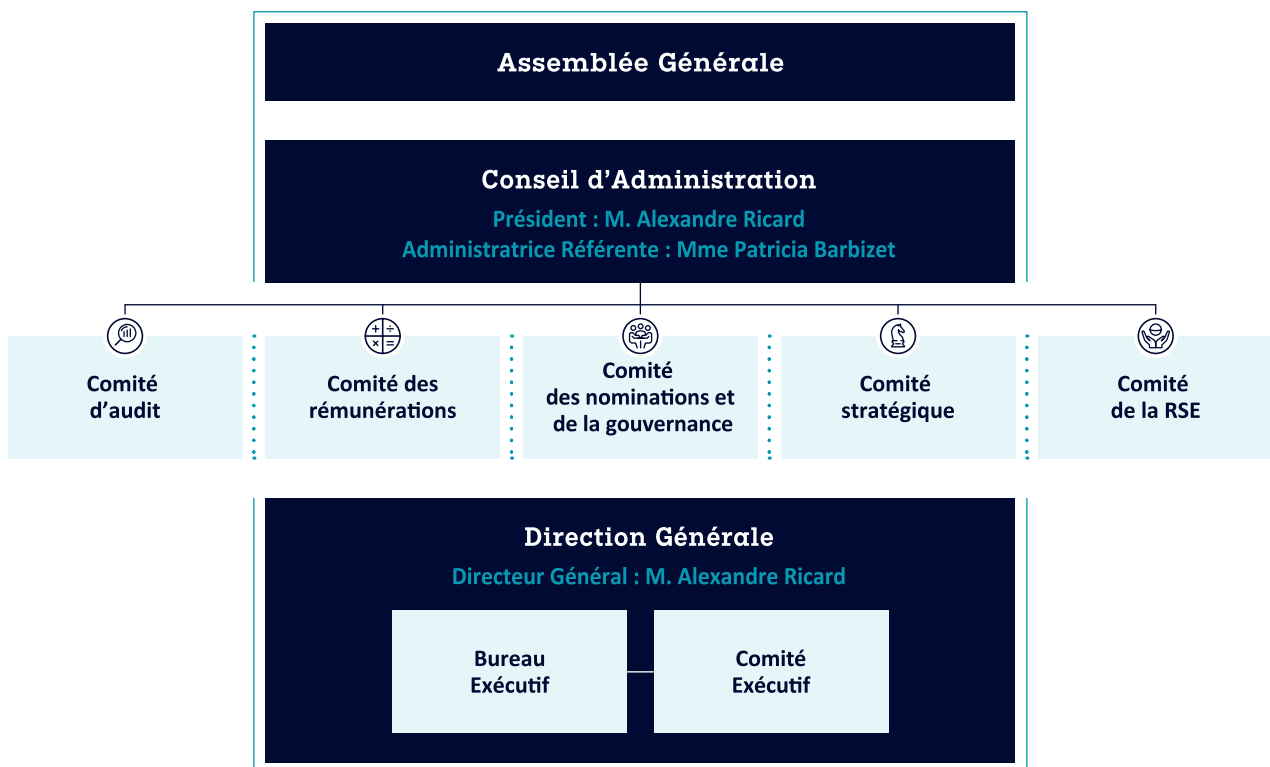 Assemblée Générale
Conseil d'Administration
Président : M. Alexandre Ricard
Administratrice Référente : Mme Patricia Barbizet
Comité
d'audit
Comité des
rémunérations
Comité
des nominations et
de la gouvernance
Comité
stratégique
Comité
de la RSE
Direction Générale
Directeur Général : M. Alexandre Ricard
Bureau
Exécutif
Comité
Exécutif